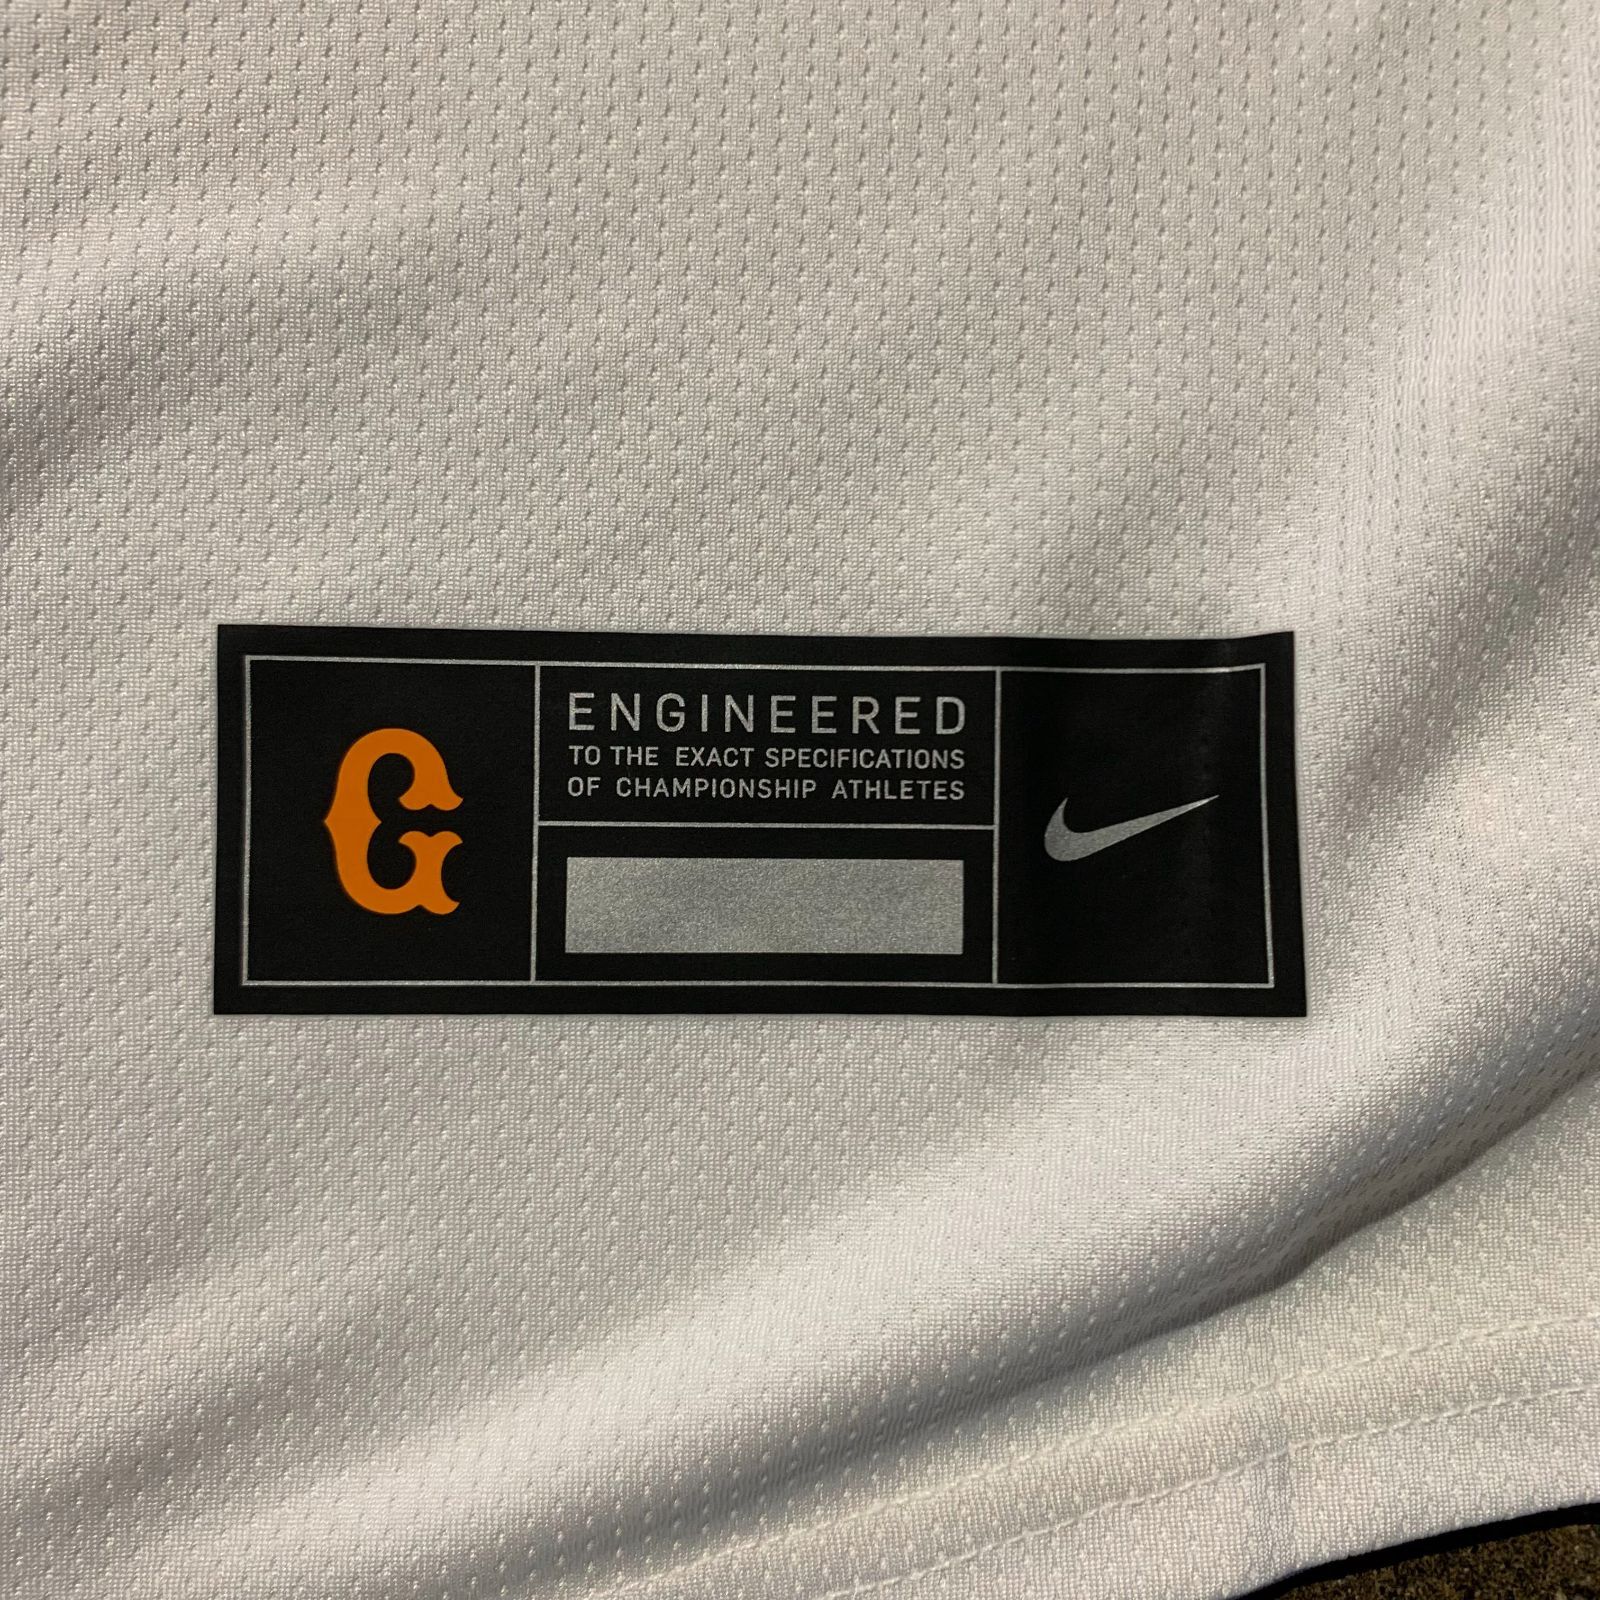 G
ENGINEERED
TO THE EXACT SPECIFICATIONS
OF CHAMPIONSHIP ATHLETES